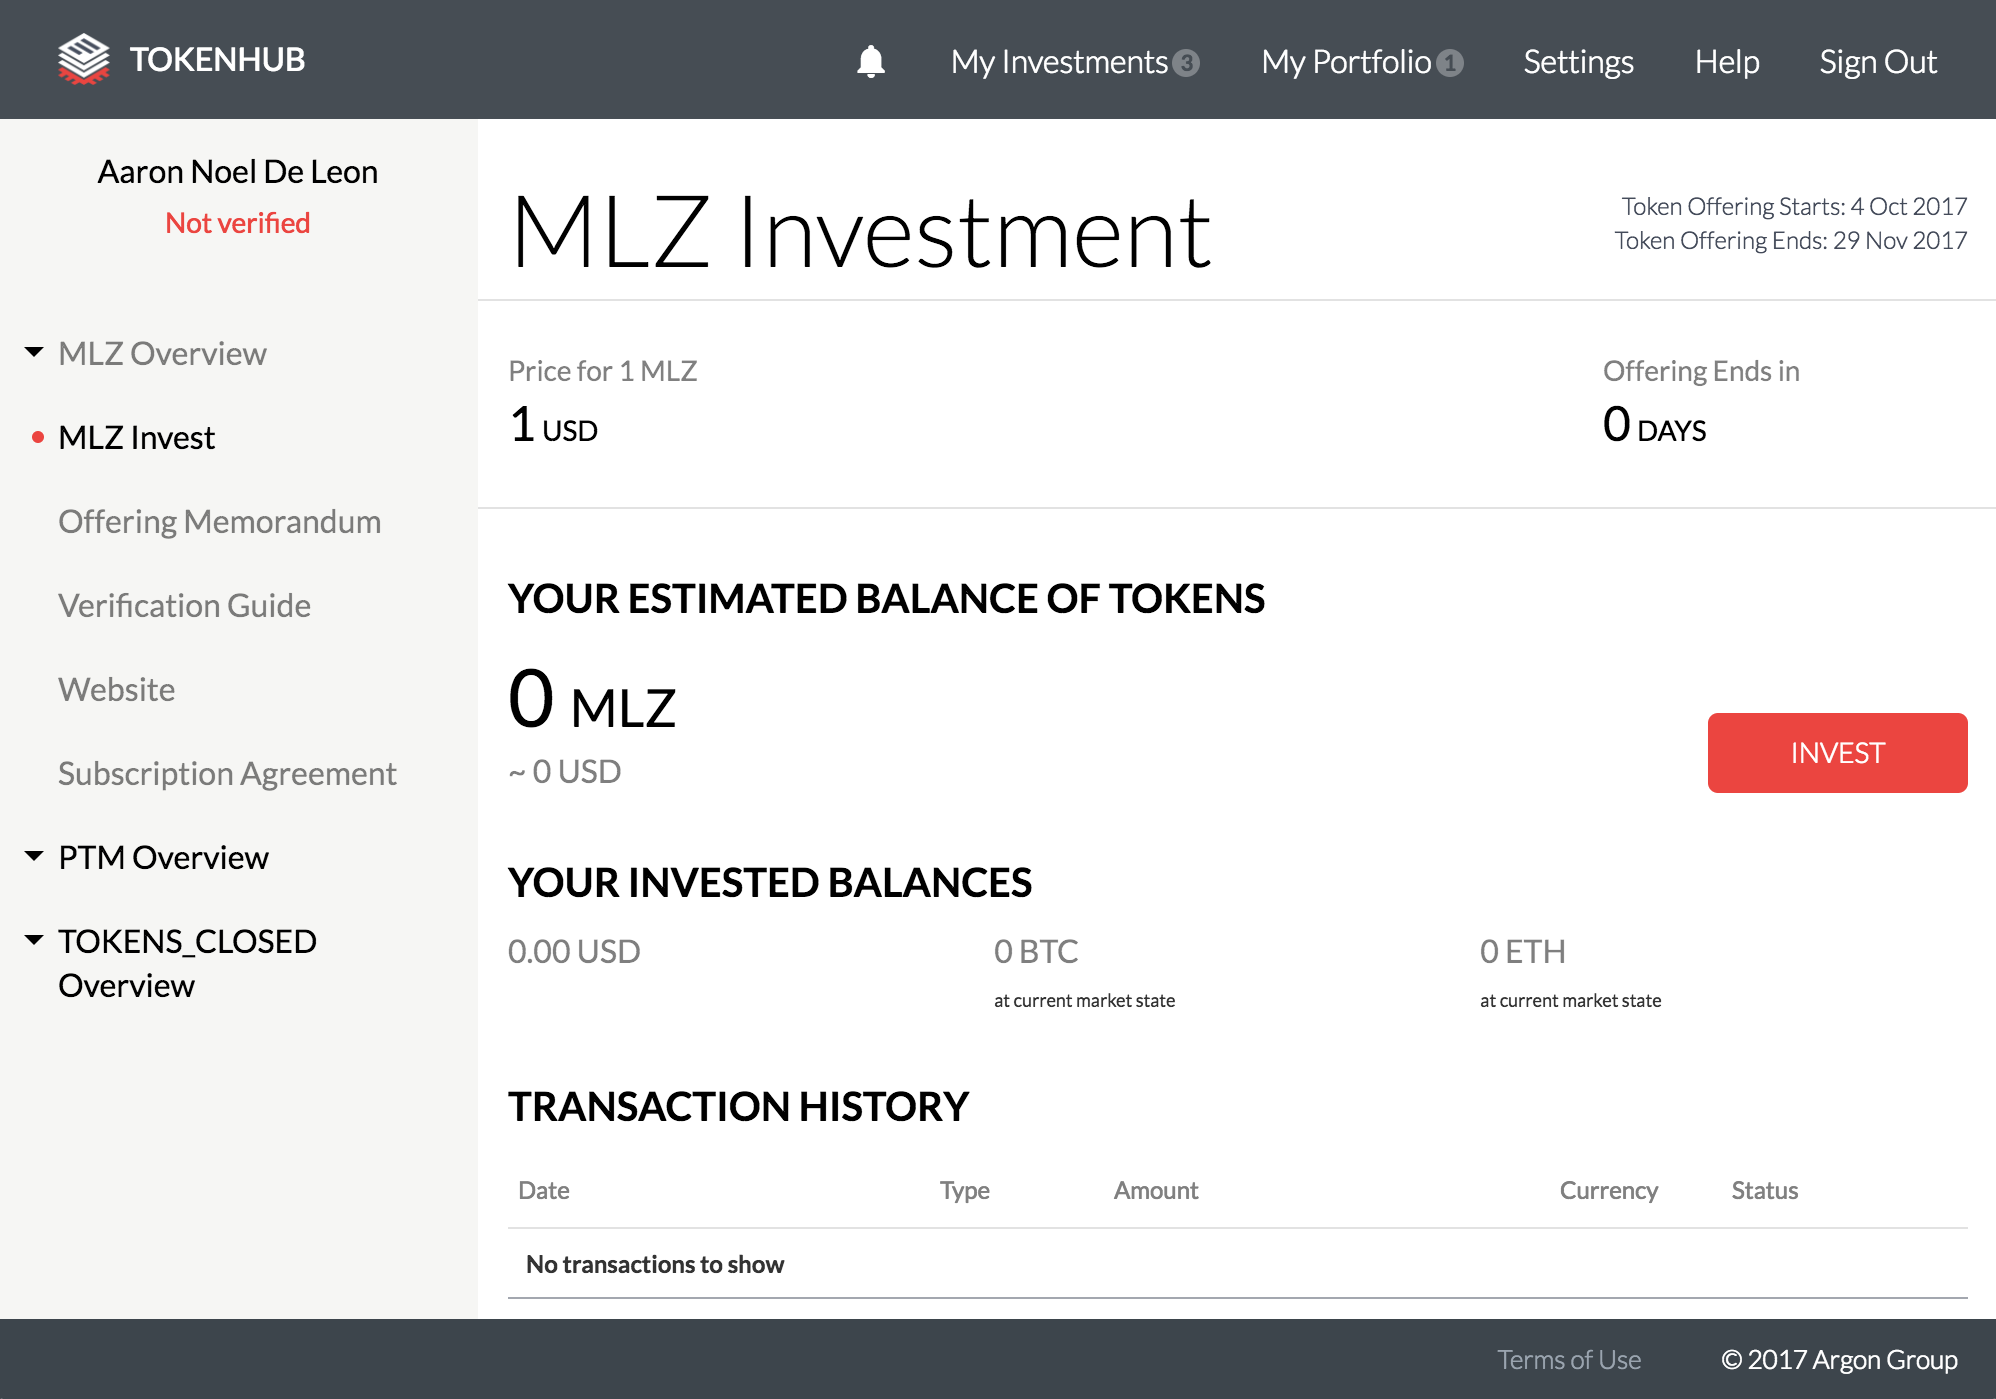 TOKENHUB
My Investments 3
My Portfolio 1
Settings
Help
Sign Out
Aaron Noel De Leon
Not verified
MLZ Overview
MLZ Invest
Offering Memorandum
Verification Guide
Website
Subscription Agreement
PTM Overview
TOKENS_CLOSED
Overview
MLZ Investment
Token Offering Starts: 4 Oct 2017
Token Offering Ends: 29 Nov 2017
Price for 1 MLZ
1 USD
Offering Ends in
0 DAYS
YOUR ESTIMATED BALANCE OF TOKENS
0 MLZ
~ 0 USD
INVEST
YOUR INVESTED BALANCES
0.00 USD
0 BTC
at current market state
0 ETH
at current market state
TRANSACTION HISTORY
Date Type Amount Currency Status
No transactions to show
Terms of Use
© 2017 Argon Group